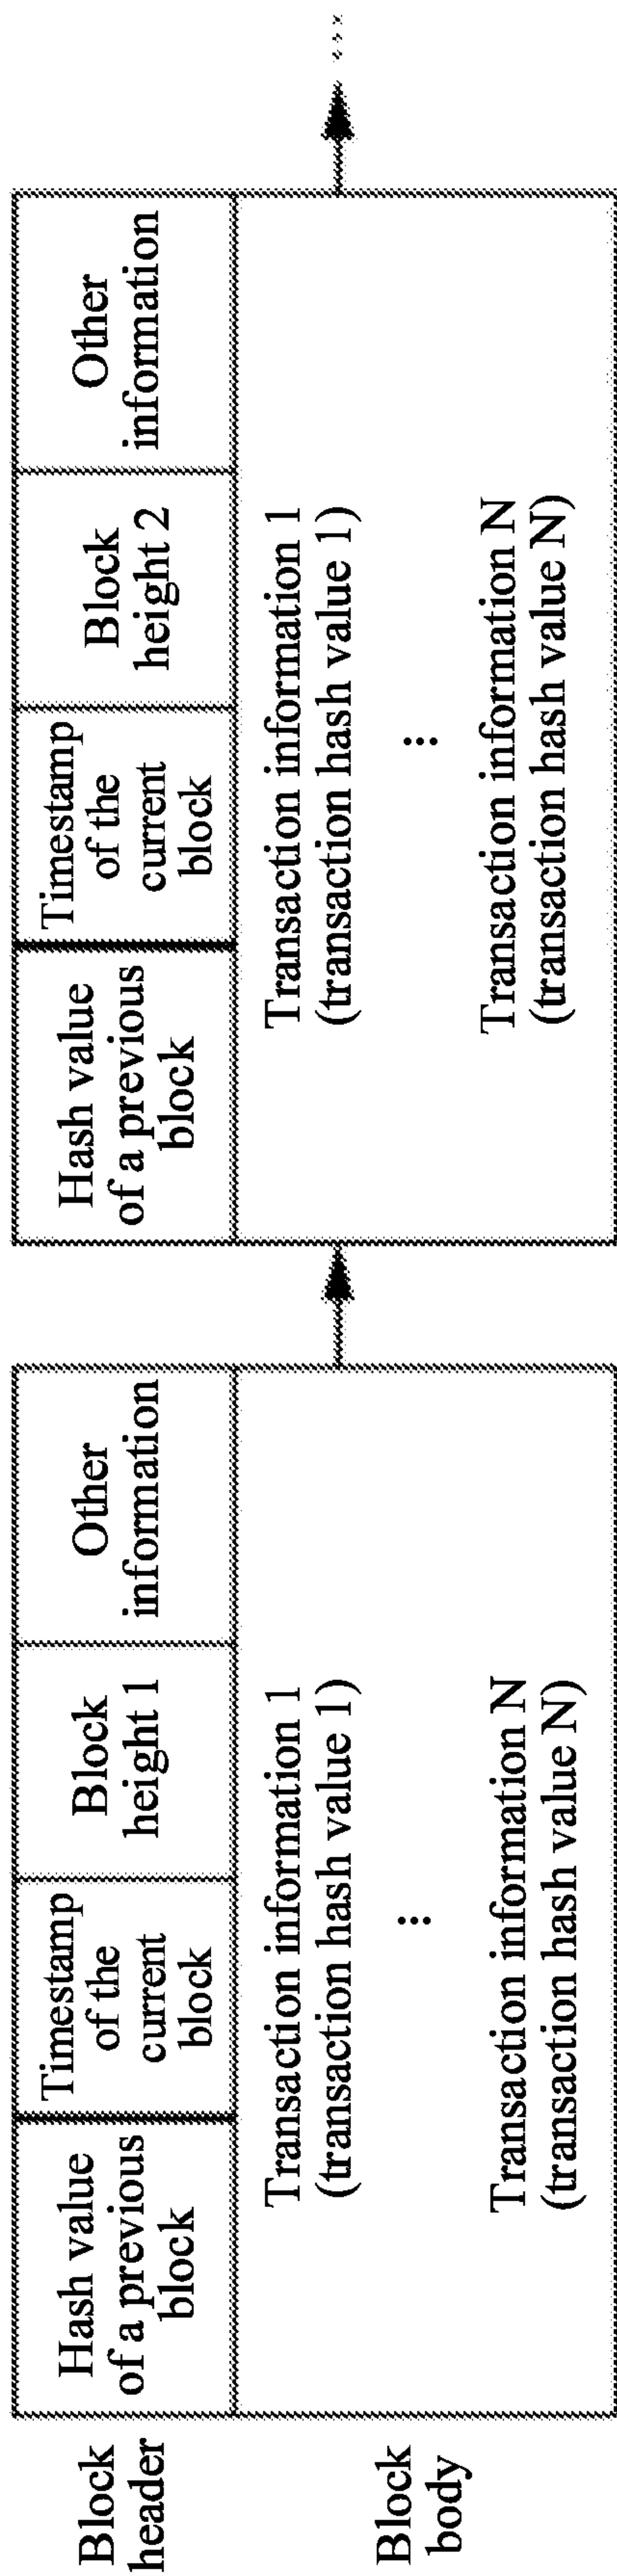 Block
header
Hash value
of a previous
block
Timestamp
of the
current
block
Block
height 1
Other
information
Block
body
Transaction information 1
(transaction hash value 1)
...
Transaction information N
(transaction hash value N)
Hash value
of a previous
block
Timestamp
of the
current
block
Block
height 2
Other
information
Transaction information 1
(transaction hash value 1)
...
Transaction information N
(transaction hash value N)
...